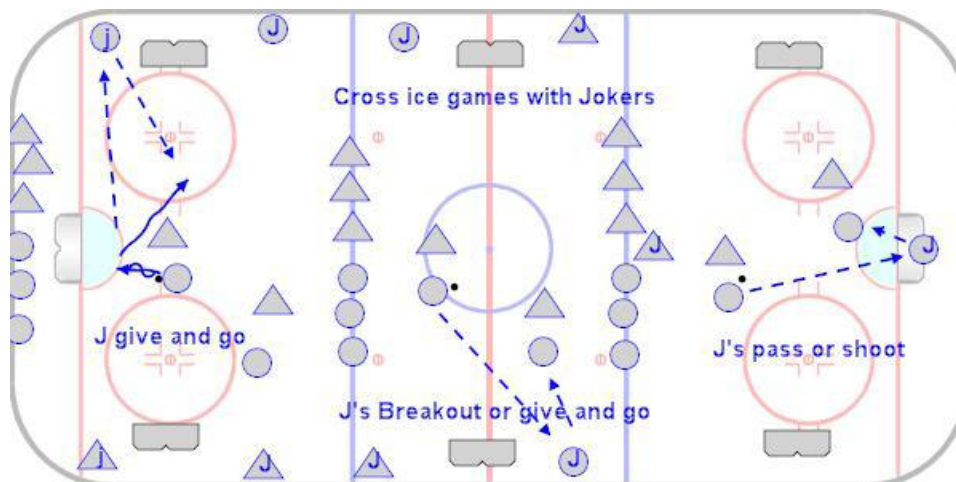 j
J
J
J
Cross ice games with Jokers
J
J
J give and go
J's pass or shoot
J's Breakout or give and go
j
J
J
J